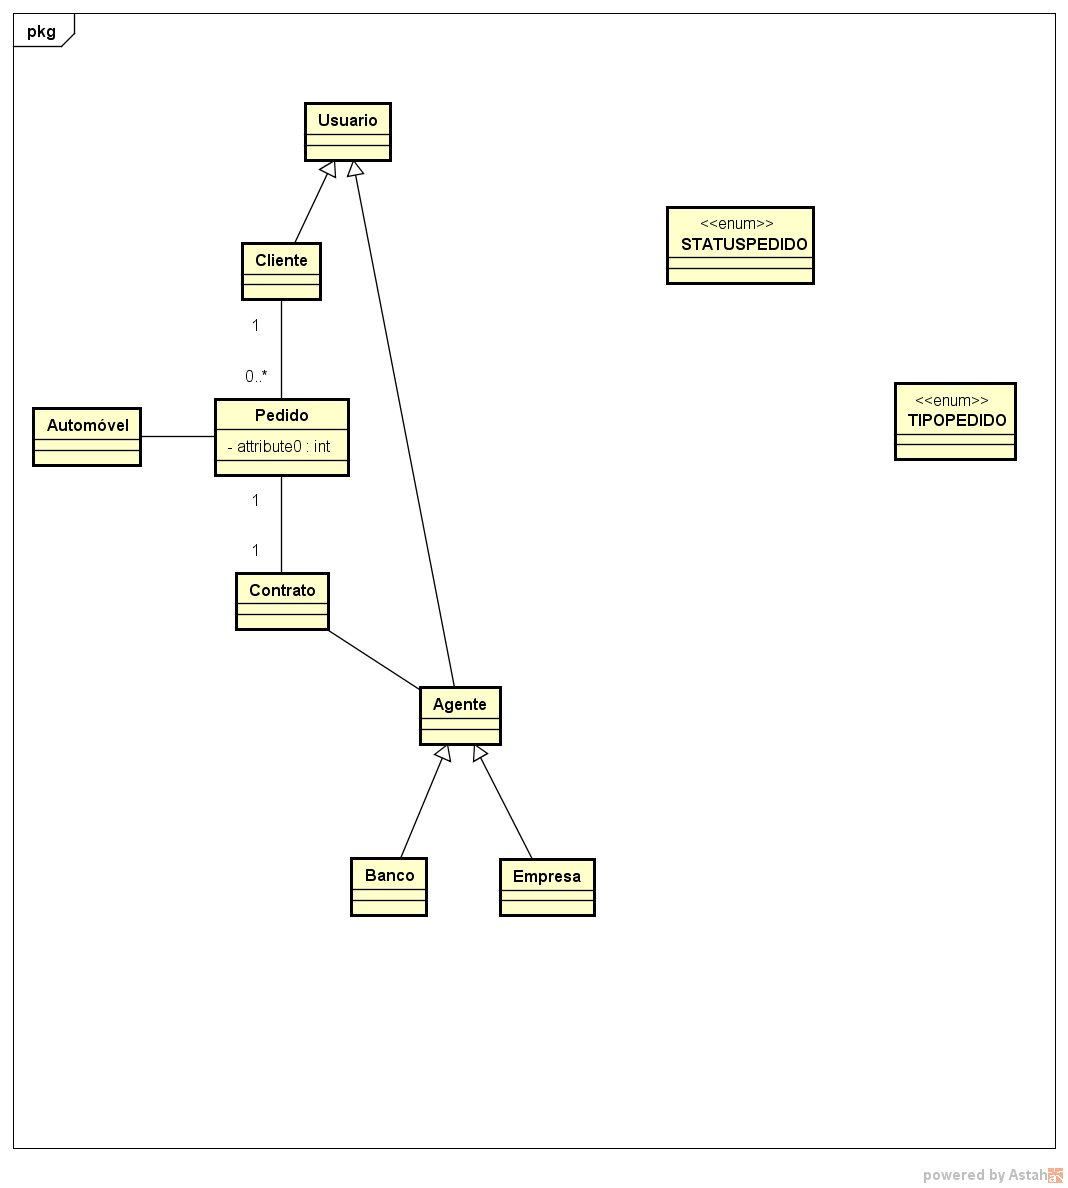 pkg
Usuario
<<enum>>
STATUSPEDIDO
Cliente
1
0..*
<<enum>>
TIPOPEDIDO
Automóvel
Pedido
- attribute0 : int
1
1
Contrato
Agente
Banco
Empresa
powered by Astah